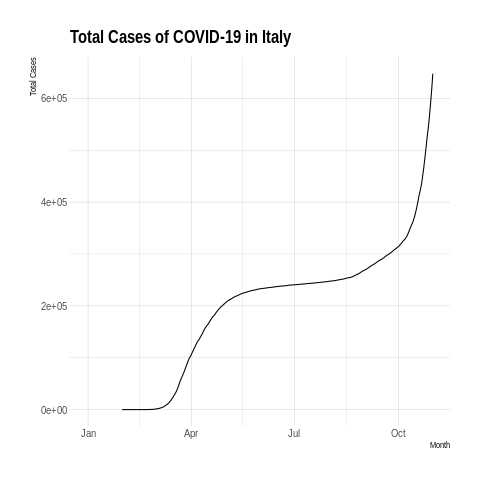 Total Cases of COVID-19 in Italy
Total Cases
6e+05
4e+05
2e+05
0e+00
Jan Apr Jul Oct
Month